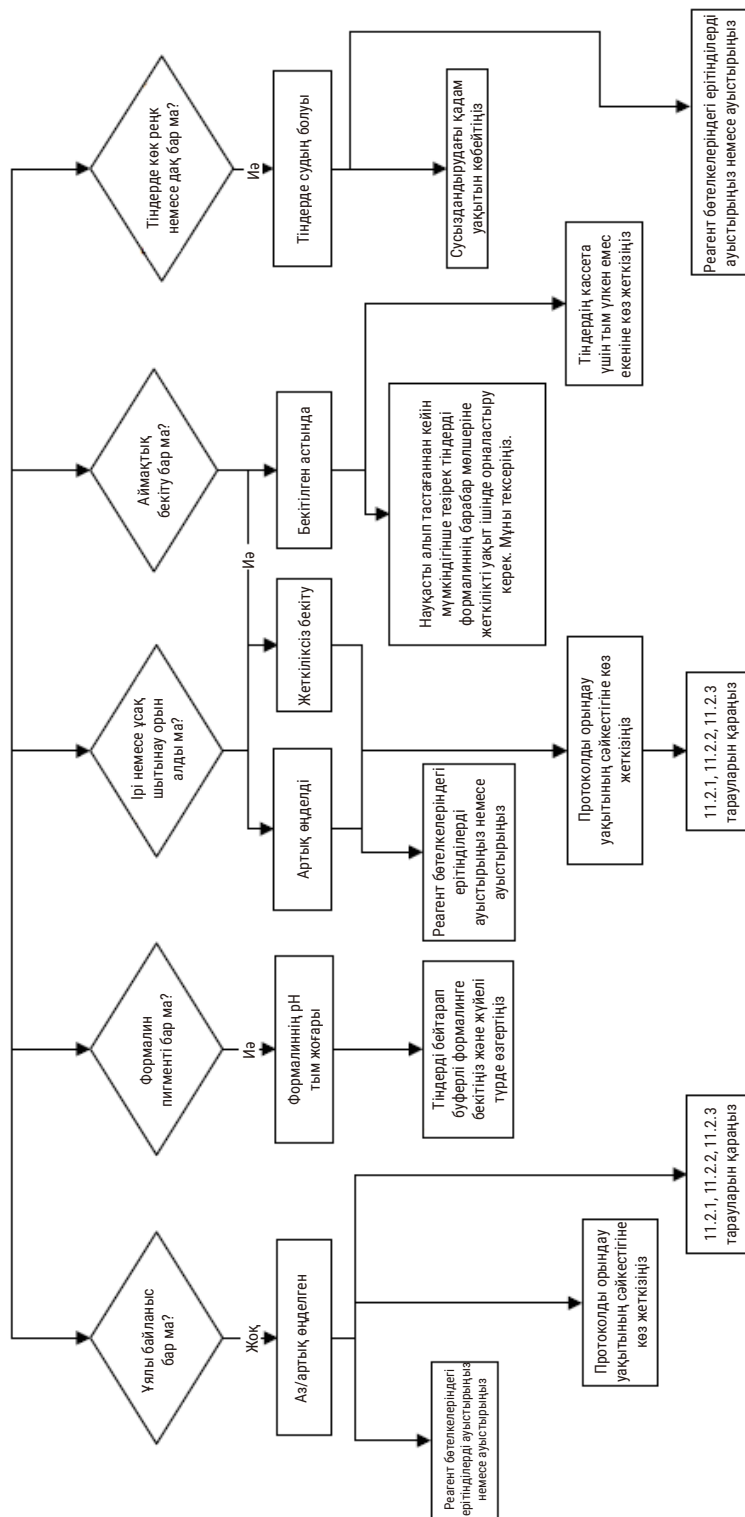 Ұялы байланыс
бар ма?
Жоқ
Аз/артық өңделген
Реагент бөтелкелеріндегі
ерітінділерді ауыстырыңыз
немесе ауыстырыңыз
Протоколды орындау
уақытының сәйкестігіне
көз жеткізіңіз
11.2.1, 11.2.2, 11.2.3
тарауларын қараңыз
Формалин
пигменті бар ма?
Иә
Формалиннің pH
тым жоғары
Тіндерді бейтарап
буферлі формалинге
бекітіңіз және жүйелі
түрде өзгертіңіз
Ірі немесе ұсақ
шытынау орын
алды ма?
Артық өңделді
Жеткіліксіз бекіту
Реагент бөтелкелеріндегі
ерітінділерді
ауыстырыңыз немесе
ауыстырыңыз
Протоколды орындау
уақытының сәйкестігіне көз
жеткізіңіз
11.2.1, 11.2.2, 11.2.3
тарауларын қараңыз
Аймақтық
бекіту бар ма?
Иә
Бекітілген астында
Науқасты алып тастағаннан кейін
мүмкіндігінше тезірек тіндерді
формалиннің барабар мөлшеріне
жеткілікті уақыт ішінде орналастыру
керек. Мұны тексеріңіз.
Тіндердің кассета
үшін тым үлкен емес
екеніне көз жеткізіңіз
Тіндерде көк реңк
немесе дақ бар ма?
Иә
Тіндерде судың болуы
Сусыздандырудағы қадам
уақытын көбейтіңіз
Реагент бөтелкелеріндегі ерітінділерді
ауыстырыңыз немесе ауыстырыңыз